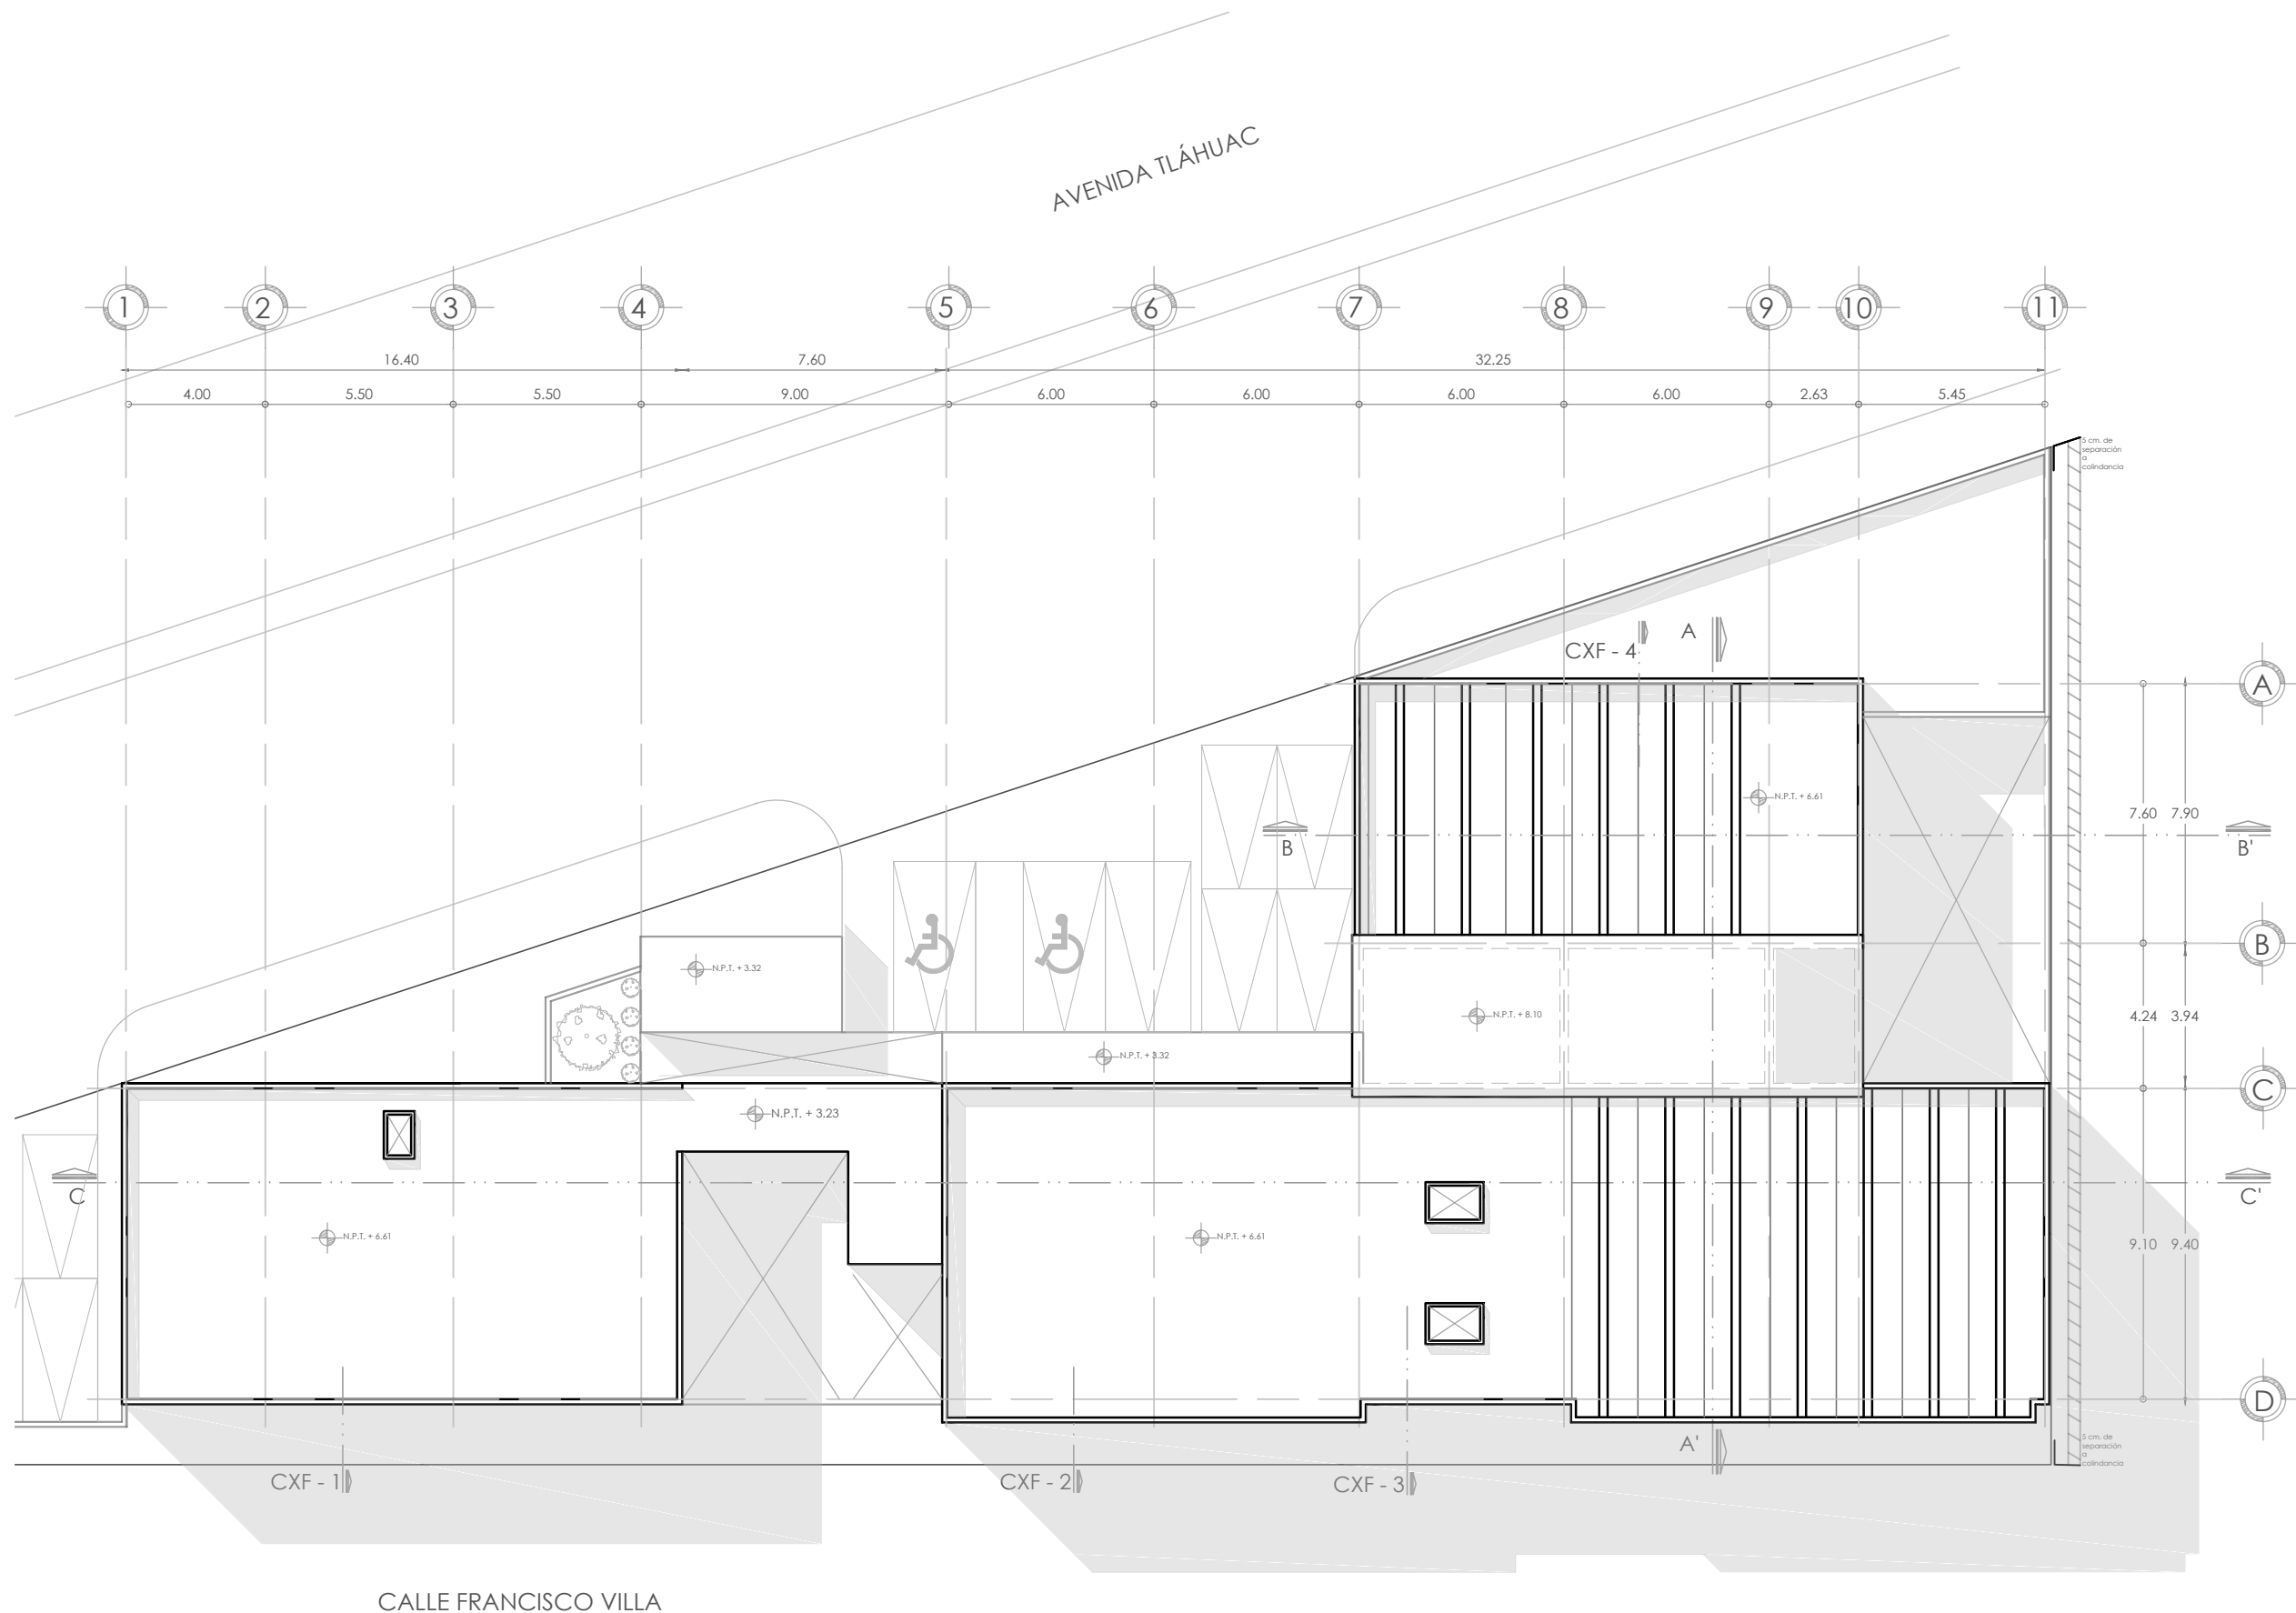 AVENIDA TLÁHUAC
1 2 3 4 5 6 7 8 9 10 11
16.40 7.60 32.25
4.00 5.50 5.50 9.00 6.00 6.00 6.00 6.00 2.63 5.45
5 cm. de
separación
a
colindancia
CXF - 4 A
A
N.P.T. + 6.61
7.60 7.90
B B'
B
N.P.T. + 3.32
N.P.T. + 8.10
4.24 3.94
N.P.T. + 3.32
C
N.P.T. + 3.23
C C'
N.P.T. + 6.61
N.P.T. + 6.61
9.10 9.40
D
A'
5 cm. de
separación
a
colindancia
CXF - 1 CXF - 2 CXF - 3
CALLE FRANCISCO VILLA